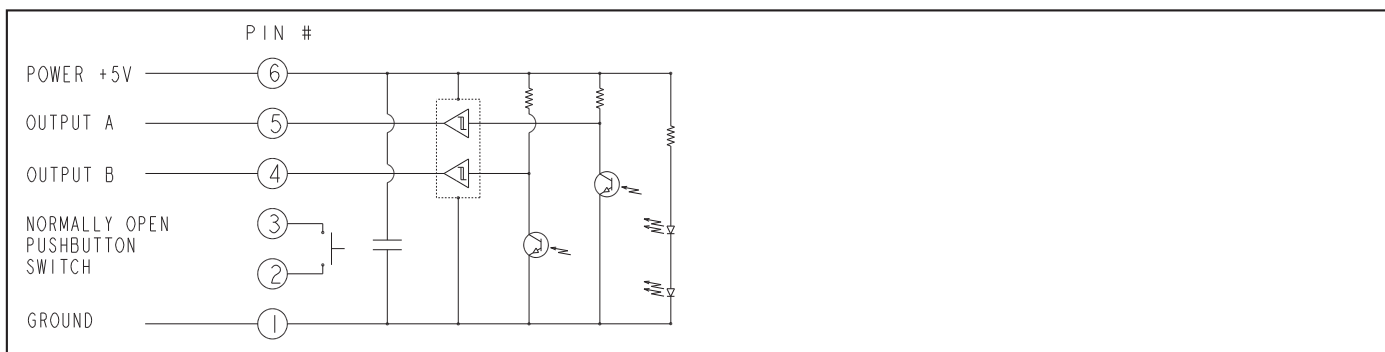 PIN #
POWER +5V 6
OUTPUT A 5
OUTPUT B 4
NORMALLY OPEN 3
PUSHBUTTON
SWITCH 2
GROUND 1